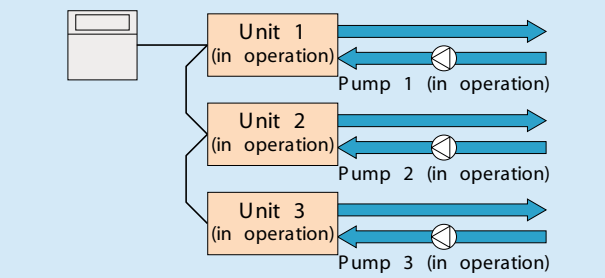 Unit 1
(in operation)
Pump 1 (in operation)
Unit 2
(in operation)
Pump 2 (in operation)
Unit 3
(in operation)
Pump 3 (in operation)